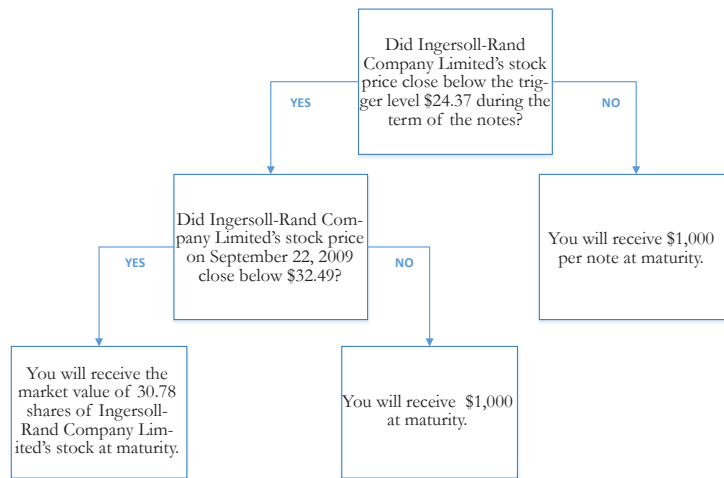 Did Ingersoll-Rand
Company Limited's stock
price close below the trig-
ger level $24.37 during the
term of the notes?
YES
NO
Did Ingersoll-Rand Com-
pany Limited's stock price
on September 22, 2009
close below $32.49?
You will receive $1,000
per note at maturity.
YES
NO
You will receive the
market value of 30.78
shares of Ingersoll-
Rand Company Lim-
ited's stock at maturity.
You will receive  $1,000
at maturity.